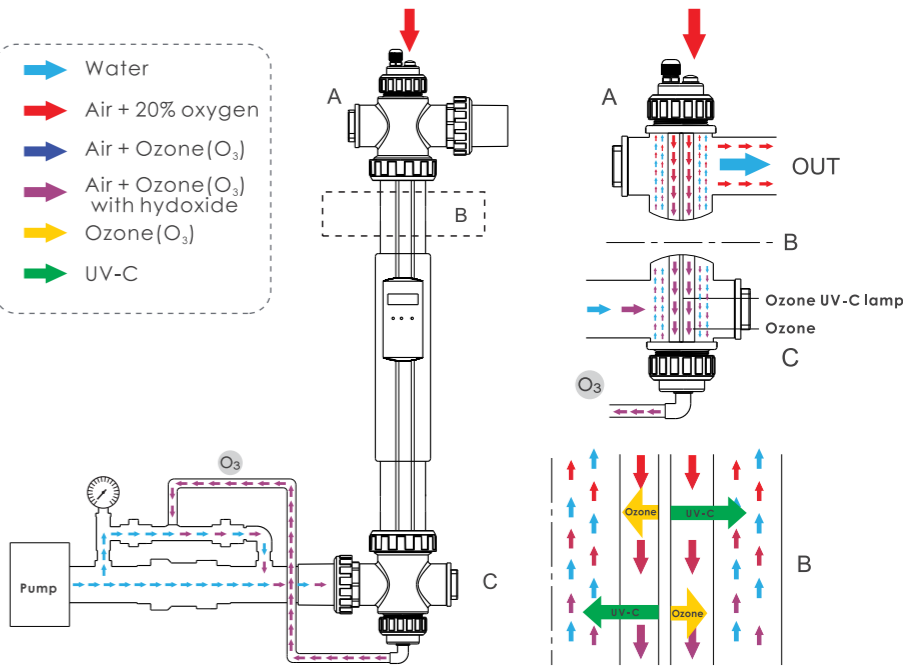 Water
Air + 20% oxygen
Air + Ozone(O₃)
Air + Ozone(O₃)
with hydoxide
Ozone(O₃)
UV-C
A
B
C
O₃
Pump
A
OUT
B
Ozone UV-C lamp
Ozone
C
O₃
Ozone
UV-C
B
UV-C
Ozone